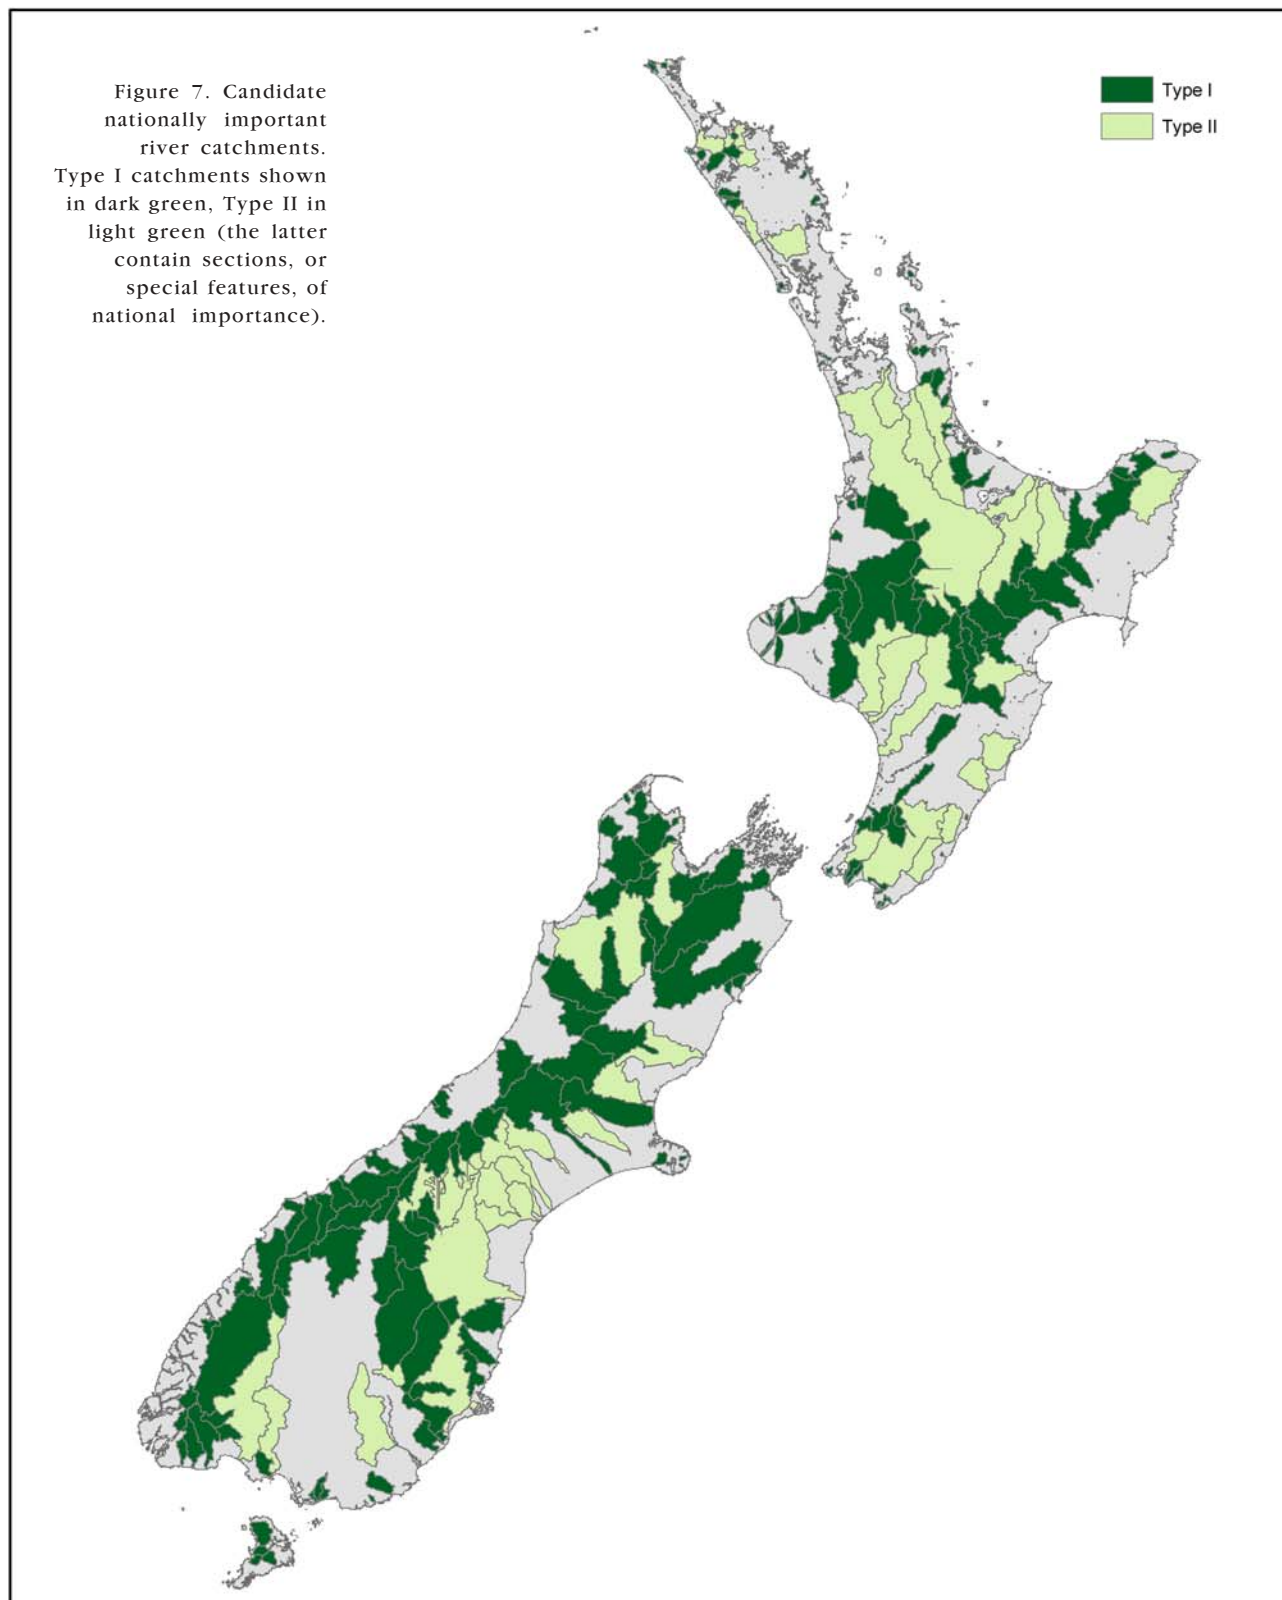 Figure 7. Candidate
nationally important
river catchments.
Type I catchments shown
in dark green, Type II in
light green (the latter
contain sections, or
special features, of
national importance).
Type I
Type II